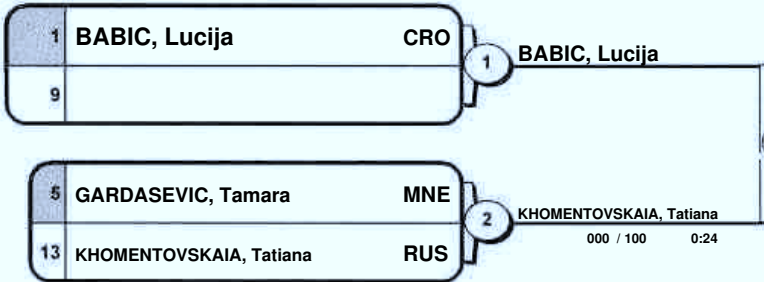 1 BABIC, Lucija CRO
1 BABIC, Lucija
9
5 GARDASEVIC, Tamara MNE
2 KHOMENTOVSKAIA, Tatiana
13 KHOMENTOVSKAIA, Tatiana RUS
000 / 100 0:24